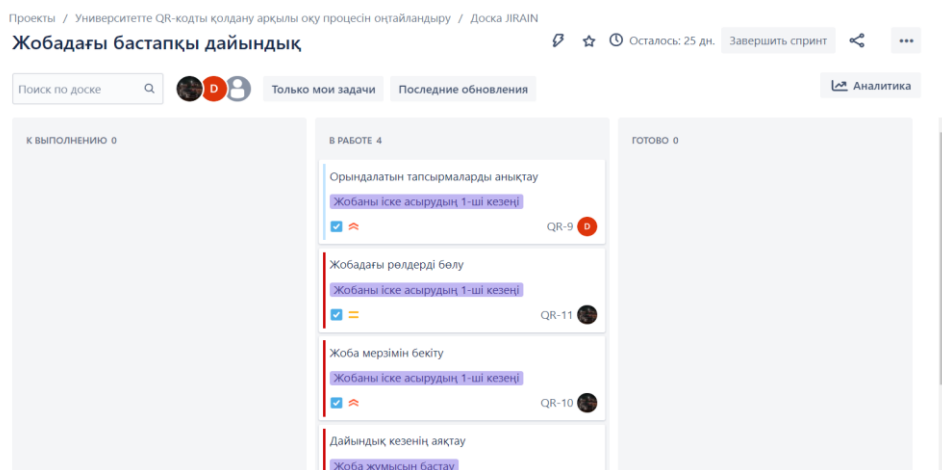 Проекты / Университетте QR-кодты қолдану арқылы оқу процесін оңтайландыру / Доска JIRAIN
Жобадағы бастапқы дайындық
Осталось: 25 дн. Завершить спринт
Поиск по доске
D
Только мои задачи
Последние обновления
Аналитика
К ВЫПОЛНЕНИЮ 0
В РАБОТЕ 4
ГОТОВО 0
Орындалатын тапсырмаларды анықтау
Жобаны іске асырудың 1-ші кезеңі
QR-9 D
Жобадағы рөлдерді бөлу
Жобаны іске асырудың 1-ші кезеңі
QR-11
Жоба мерзімін бекіту
Жобаны іске асырудың 1-ші кезеңі
QR-10
Дайындық кезенің аяқтау
Жоба жұмысын бастау